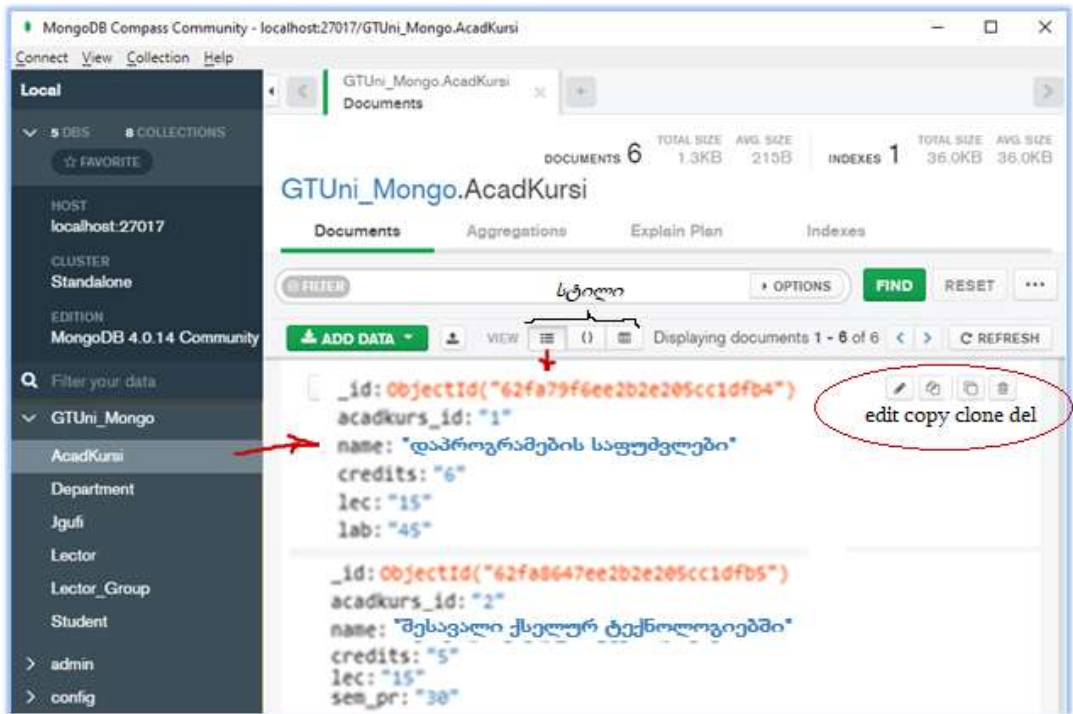 MongoDB Compass Community - localhost:27017/GTUni_Mongo.AcadKursi
Connect View Collection Help
Local
GTUni_Mongo.AcadKursi
Documents
5 DBS 8 COLLECTIONS
FAVORITE
DOCUMENTS 6 TOTAL SIZE 1.3KB AVG. SIZE 215B INDEXES 1 TOTAL SIZE 36.0KB AVG. SIZE 36.0KB
GTUni_Mongo.AcadKursi
HOST
localhost:27017
Documents Aggregations Explain Plan Indexes
CLUSTER
Standalone
FILTER სტილი OPTIONS FIND RESET ...
EDITION
MongoDB 4.0.14 Community
ADD DATA VIEW {} Displaying documents 1 - 6 of 6 < > REFRESH
Filter your data
GTUni_Mongo
AcadKursi
Department
Jgufi
Lector
Lector_Group
Student
admin
config
_id: ObjectId("62fa79f6ee2b2e205cc1dfb4")
edit copy clone del
acadkurs_id: "1"
name: "დაპროგრამების საფუძვლები"
credits: "6"
lec: "15"
lab: "45"
_id: ObjectId("62fa8647ee2b2e205cc1dfb5")
acadkurs_id: "2"
name: "შესავალი ქსელურ ტექნოლოგიებში"
credits: "5"
lec: "15"
sem_pr: "30"